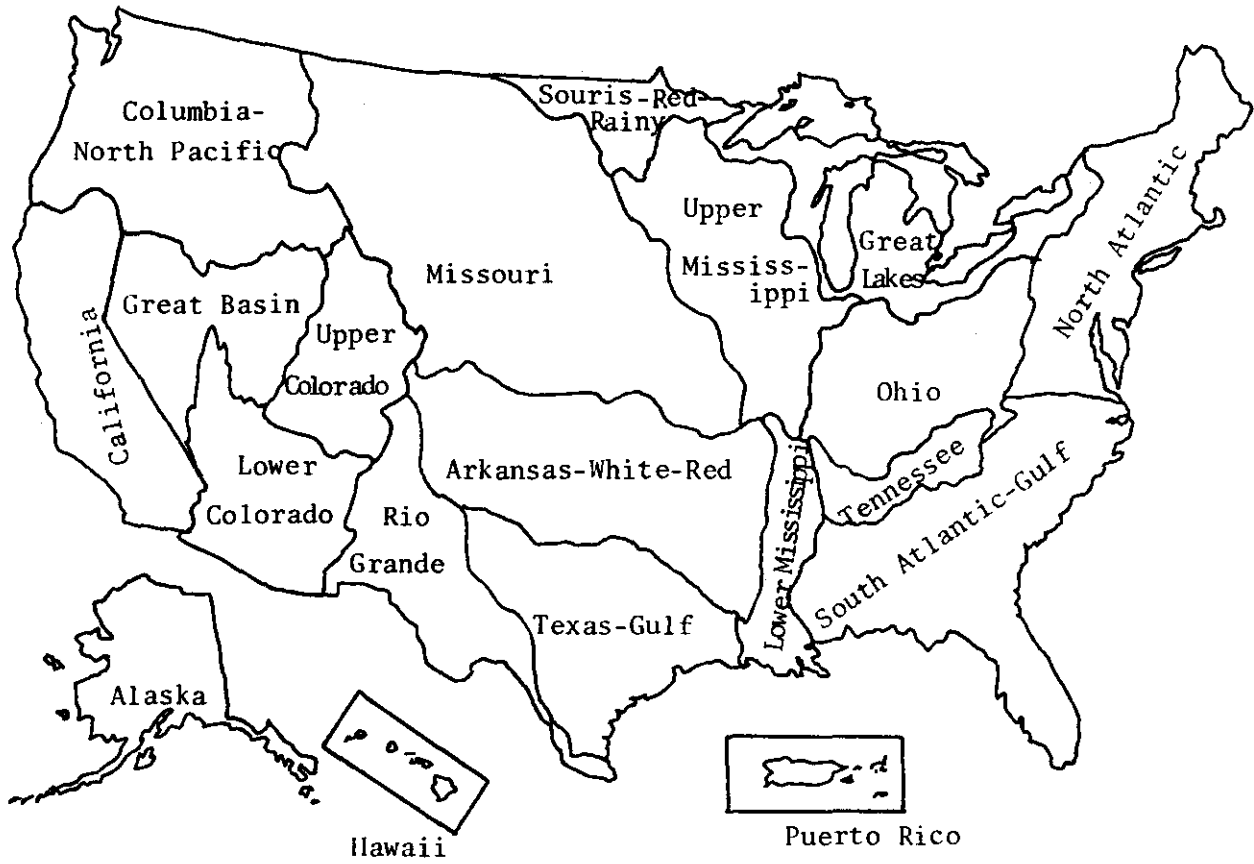 Columbia-
North Pacific
Souris-Red-
Rainy
Missouri
Upper
Mississ-
ippi
Great
Lakes
North Atlantic
California
Great Basin
Upper
Colorado
Lower
Colorado
Rio
Grande
Arkansas-White-Red
Texas-Gulf
Lower Mississippi
Ohio
Tennessee
South Atlantic-Gulf
Alaska
Hawaii
Puerto Rico